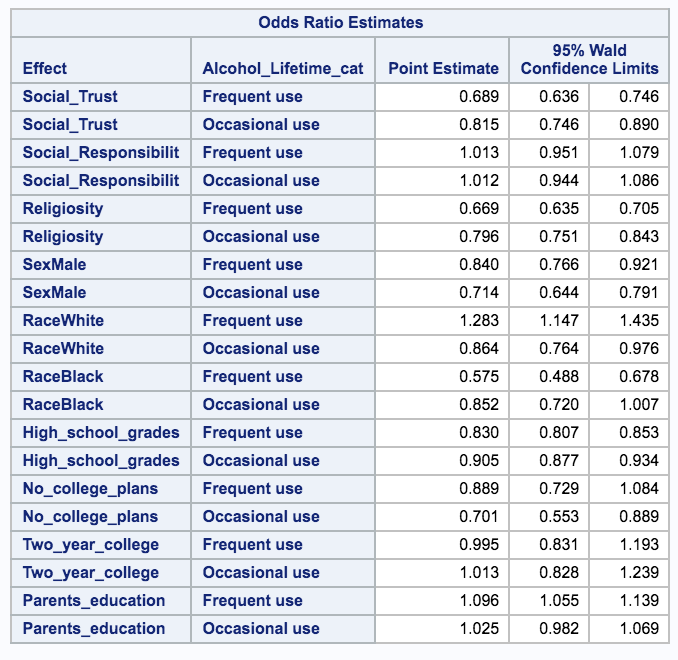 Odds Ratio Estimates
Effect Alcohol_Lifetime_cat Point Estimate 95% Wald
Confidence Limits
Social_Trust Frequent use 0.689 0.636 0.746
Social_Trust Occasional use 0.815 0.746 0.890
Social_Responsibilit Frequent use 1.013 0.951 1.079
Social_Responsibilit Occasional use 1.012 0.944 1.086
Religiosity Frequent use 0.669 0.635 0.705
Religiosity Occasional use 0.796 0.751 0.843
SexMale Frequent use 0.840 0.766 0.921
SexMale Occasional use 0.714 0.644 0.791
RaceWhite Frequent use 1.283 1.147 1.435
RaceWhite Occasional use 0.864 0.764 0.976
RaceBlack Frequent use 0.575 0.488 0.678
RaceBlack Occasional use 0.852 0.720 1.007
High_school_grades Frequent use 0.830 0.807 0.853
High_school_grades Occasional use 0.905 0.877 0.934
No_college_plans Frequent use 0.889 0.729 1.084
No_college_plans Occasional use 0.701 0.553 0.889
Two_year_college Frequent use 0.995 0.831 1.193
Two_year_college Occasional use 1.013 0.828 1.239
Parents_education Frequent use 1.096 1.055 1.139
Parents_education Occasional use 1.025 0.982 1.069